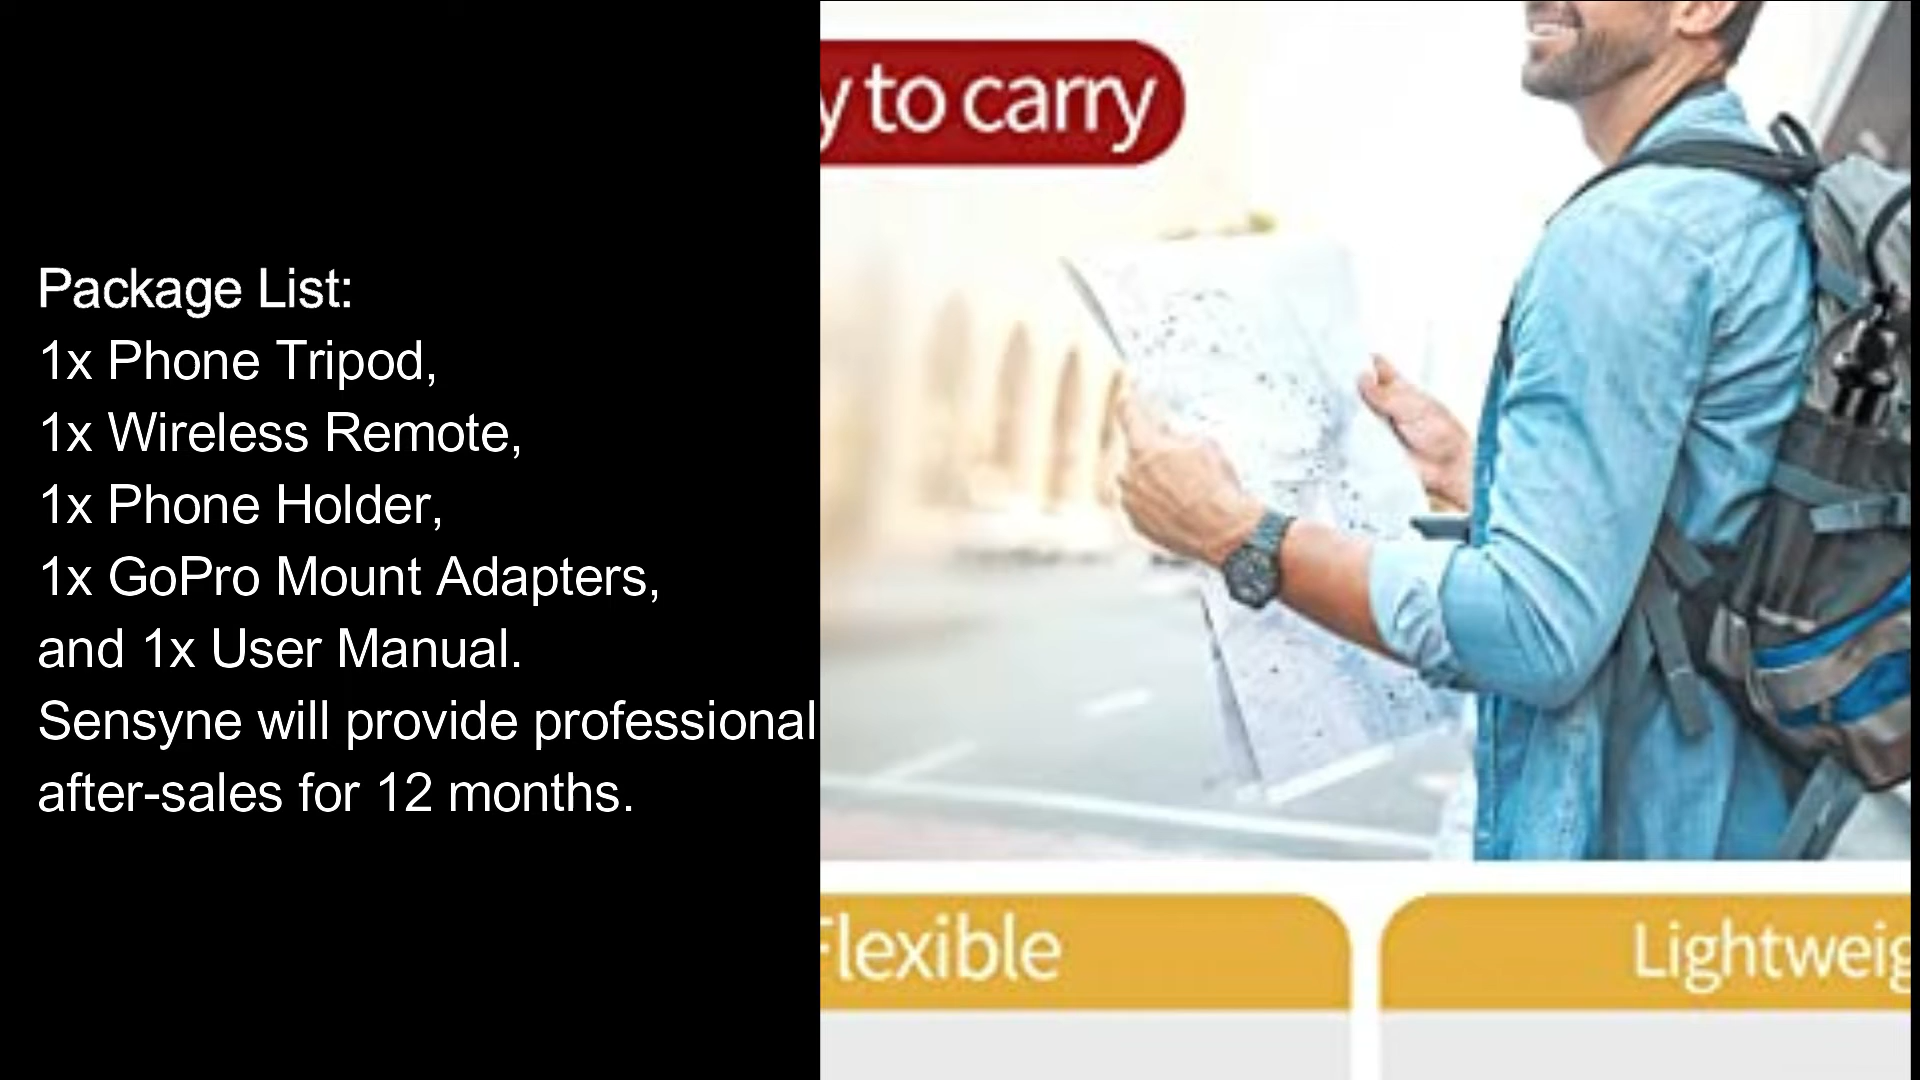 Package List:
1x Phone Tripod,
1x Wireless Remote,
1x Phone Holder,
1x GoPro Mount Adapters,
and 1x User Manual.
Sensyne will provide professional
after-sales for 12 months.
y to carry
Flexible
Lightweig